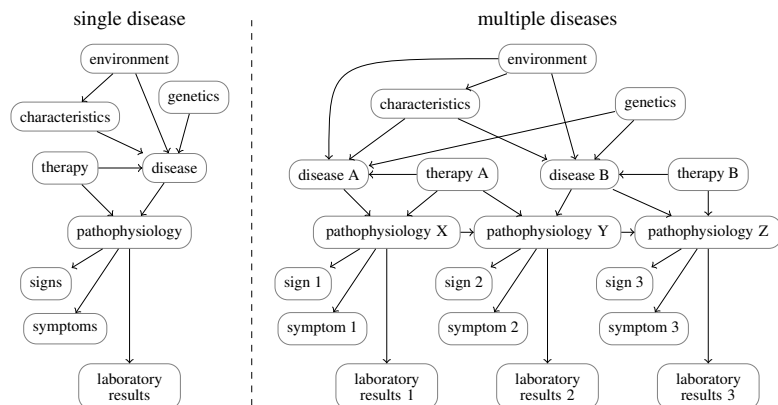 single disease
environment
genetics
characteristics
therapy
disease
pathophysiology
signs
symptoms
laboratory
results
multiple diseases
environment
characteristics
genetics
disease A
therapy A
disease B
therapy B
pathophysiology X
pathophysiology Y
pathophysiology Z
sign 1
sign 2
sign 3
symptom 1
symptom 2
symptom 3
laboratory
results 1
laboratory
results 2
laboratory
results 3